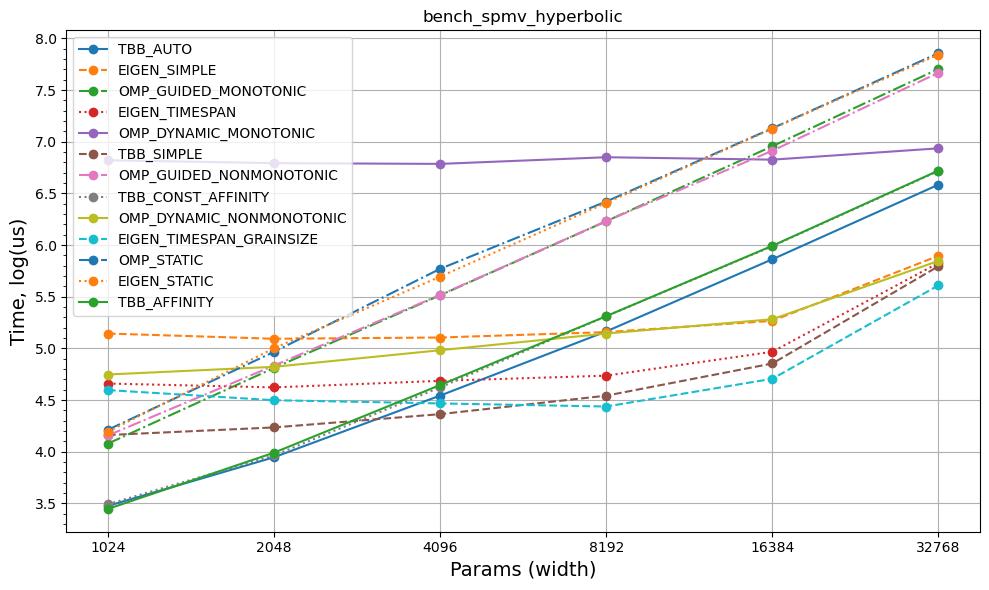 bench_spmv_hyperbolic
TBB_AUTO
EIGEN_SIMPLE
OMP_GUIDED_MONOTONIC
EIGEN_TIMESPAN
OMP_DYNAMIC_MONOTONIC
TBB_SIMPLE
OMP_GUIDED_NONMONOTONIC
TBB_CONST_AFFINITY
OMP_DYNAMIC_NONMONOTONIC
EIGEN_TIMESPAN_GRAINSIZE
OMP_STATIC
EIGEN_STATIC
TBB_AFFINITY
Time, log(us)
8.0
7.5
7.0
6.5
6.0
5.5
5.0
4.5
4.0
3.5
1024 2048 4096 8192 16384 32768
Params (width)